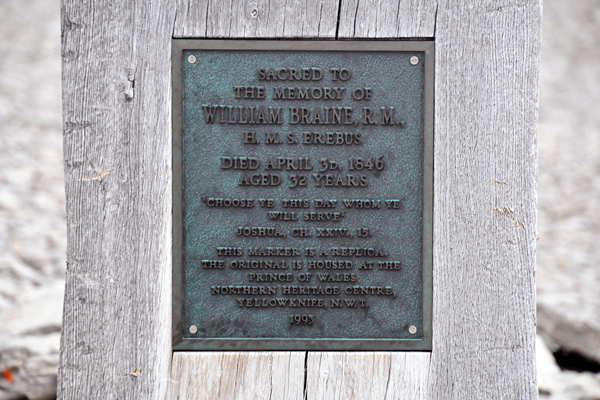 SACRED TO
THE MEMORY OF
WILLIAM BRAINE, R.M.,
H. M. S. EREBUS
DIED APRIL 3D, 1846
AGED 32 YEARS
"CHOOSE YE THIS DAY WHOM YE
WILL SERVE"
JOSHUA, CH. XXIV. 15.
THIS MARKER IS A REPLICA.
THE ORIGINAL IS HOUSED AT THE
PRINCE OF WALES
NORTHERN HERITAGE CENTRE,
YELLOWKNIFE, N.W.T.
1993